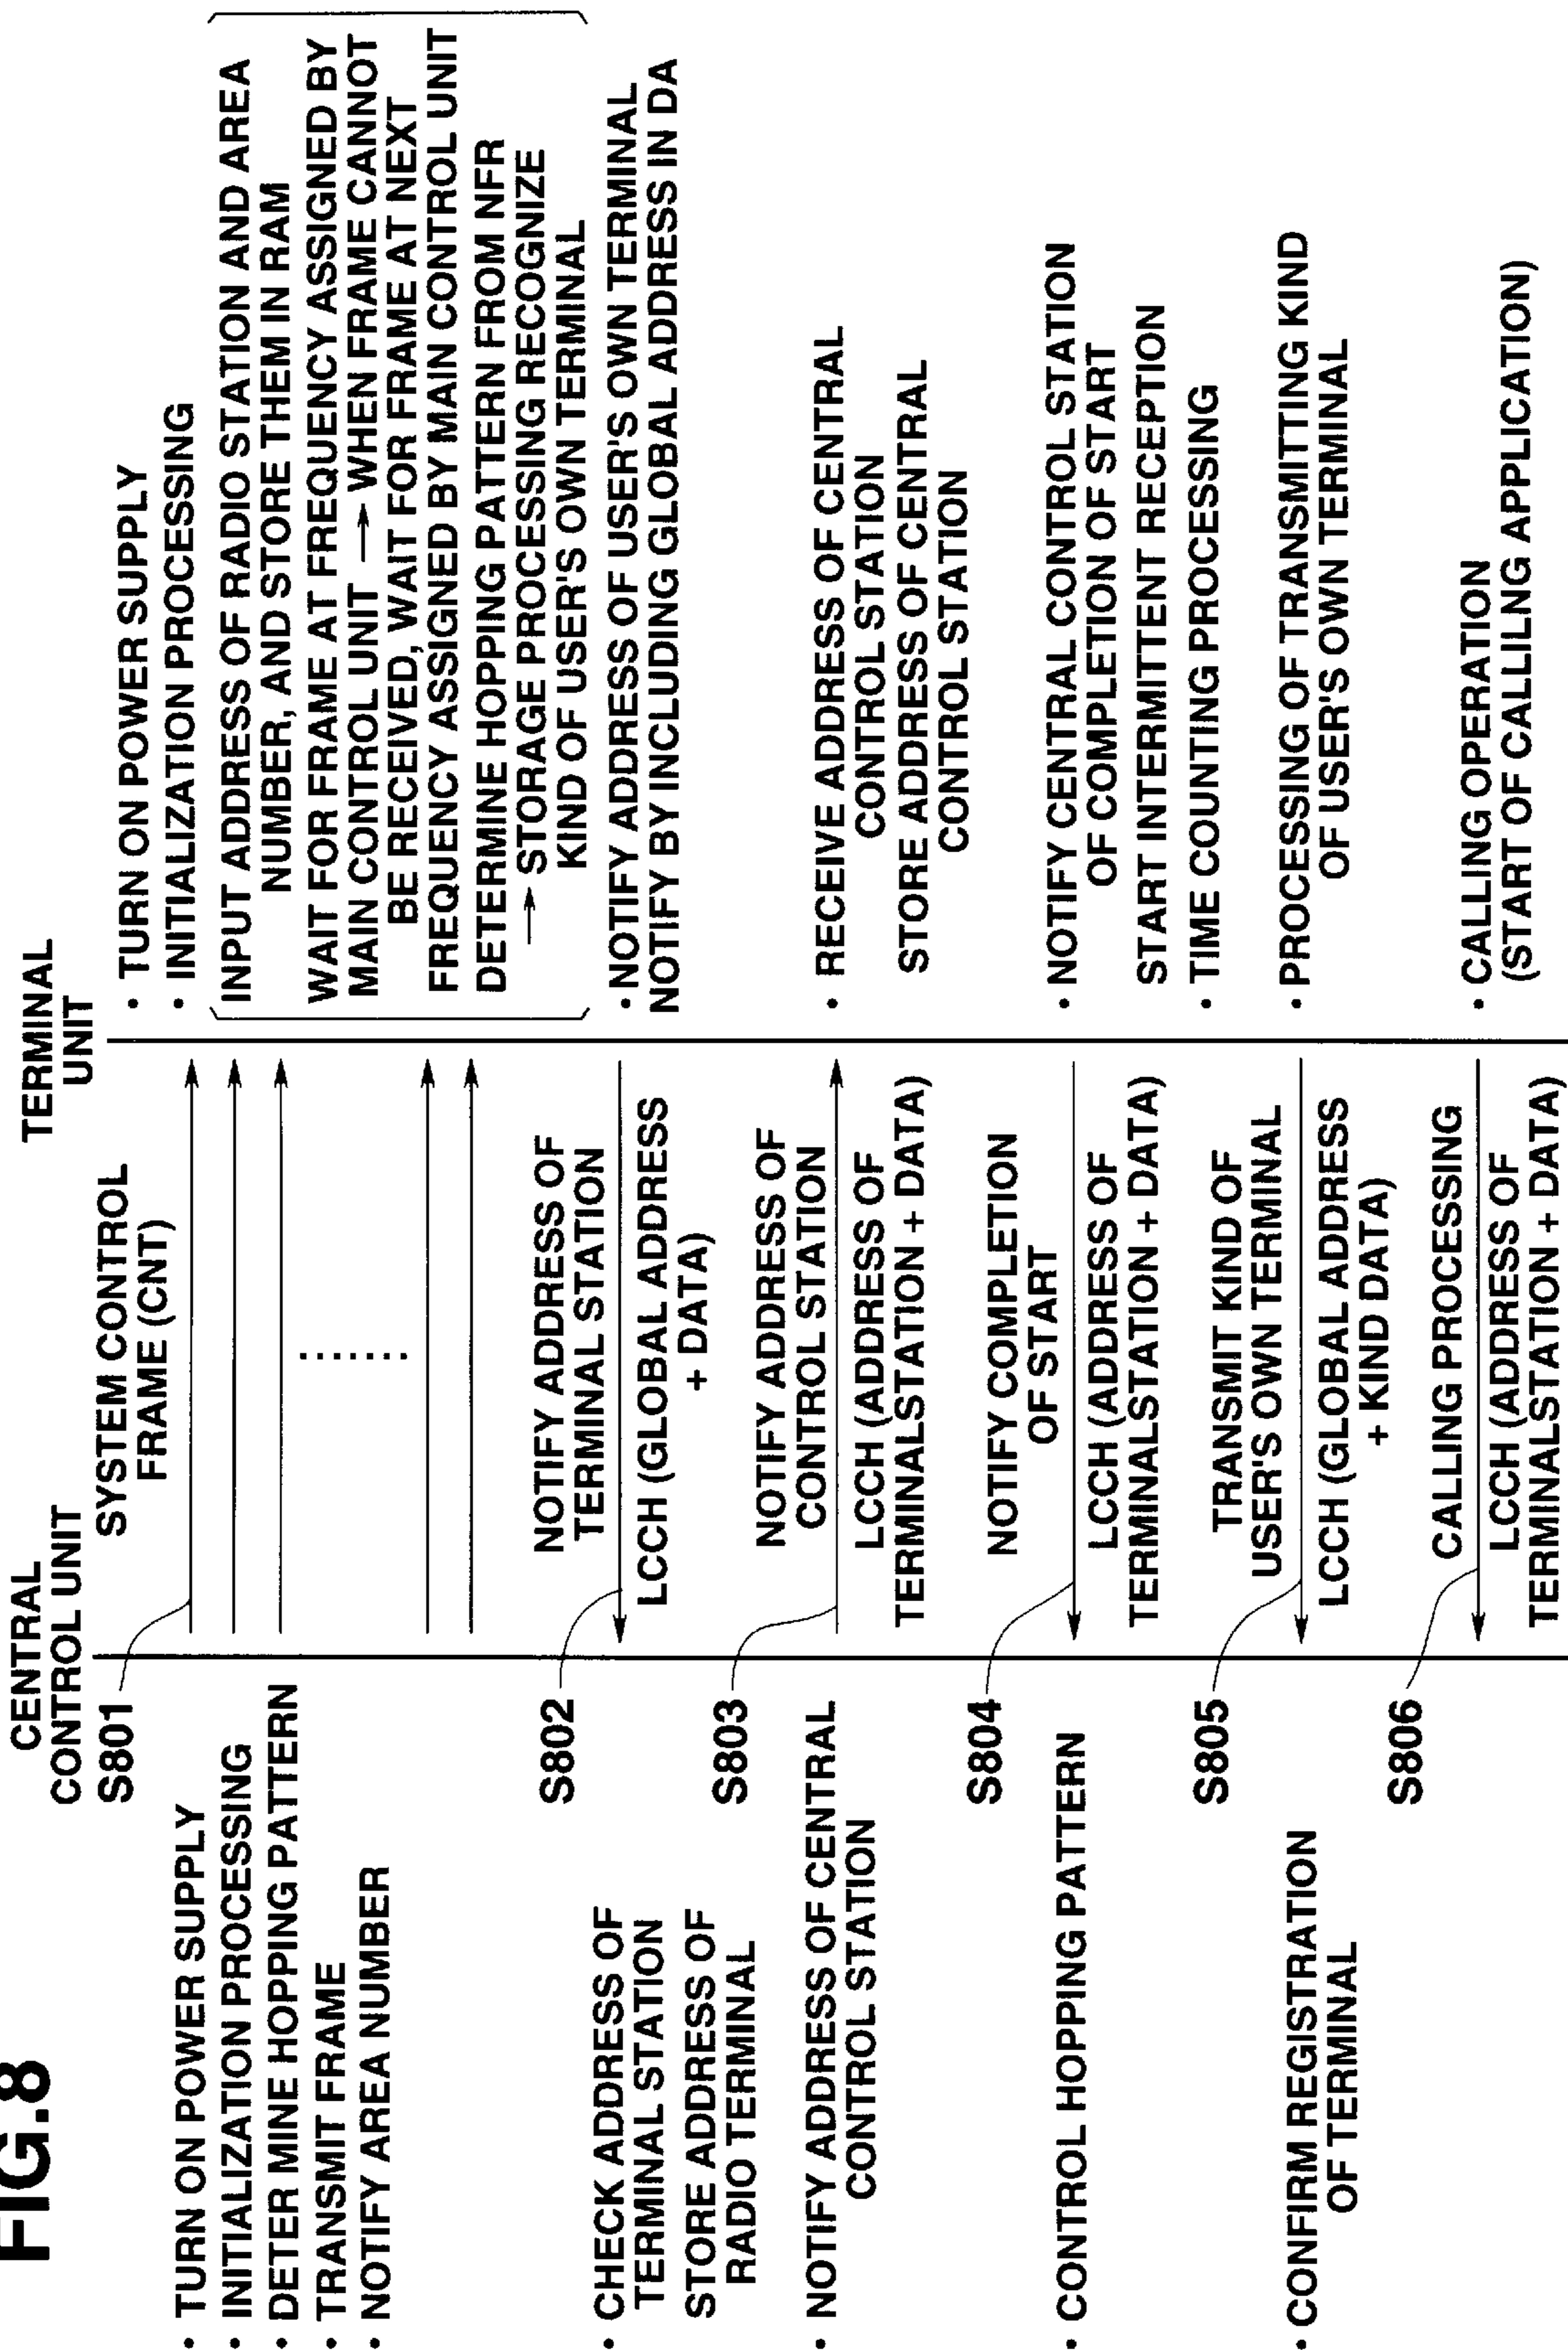 FIG.8
CENTRAL
CONTROL UNIT
TERMINAL
UNIT
S801
SYSTEM CONTROL
FRAME (CNT)
• TURN ON POWER SUPPLY
• INITIALIZATION PROCESSING
• DETER MINE HOPPING PATTERN
• TRANSMIT FRAME
• NOTIFY AREA NUMBER
• TURN ON POWER SUPPLY
• INITIALIZATION PROCESSING
INPUT ADDRESS OF RADIO STATION AND AREA
NUMBER, AND STORE THEM IN RAM
WAIT FOR FRAME AT FREQUENCY ASSIGNED BY
MAIN CONTROL UNIT → WHEN FRAME CANNOT
BE RECEIVED, WAIT FOR FRAME AT NEXT
FREQUENCY ASSIGNED BY MAIN CONTROL UNIT
DETERMINE HOPPING PATTERN FROM NFR
→ STORAGE PROCESSING RECOGNIZE
KIND OF USER'S OWN TERMINAL
S802
• CHECK ADDRESS OF
TERMINAL STATION
STORE ADDRESS OF
RADIO TERMINAL
NOTIFY ADDRESS OF
TERMINAL STATION
LCCH (GLOBAL ADDRESS
+ DATA)
• NOTIFY ADDRESS OF USER'S OWN TERMINAL
NOTIFY BY INCLUDING GLOBAL ADDRESS IN DA
S803
• NOTIFY ADDRESS OF CENTRAL
CONTROL STATION
NOTIFY ADDRESS OF
CONTROL STATION
LCCH (ADDRESS OF
TERMINALSTATION + DATA)
• RECEIVE ADDRESS OF CENTRAL
CONTROL STATION
STORE ADDRESS OF CENTRAL
CONTROL STATION
S804
• CONTROL HOPPING PATTERN
NOTIFY COMPLETION
OF START
LCCH (ADDRESS OF
TERMINALSTATION + DATA)
• NOTIFY CENTRAL CONTROL STATION
OF COMPLETION OF START
START INTERMITTENT RECEPTION
• TIME COUNTING PROCESSING
S805
• CONFIRM REGISTRATION
OF TERMINAL
TRANSMIT KIND OF
USER'S OWN TERMINAL
LCCH (GLOBAL ADDRESS
+ KIND DATA)
• PROCESSING OF TRANSMITTING KIND
OF USER'S OWN TERMINAL
S806
CALLING PROCESSING
LCCH (ADDRESS OF
TERMINALSTATION + DATA)
• CALLING OPERATION
(START OF CALLILNG APPLICATION)